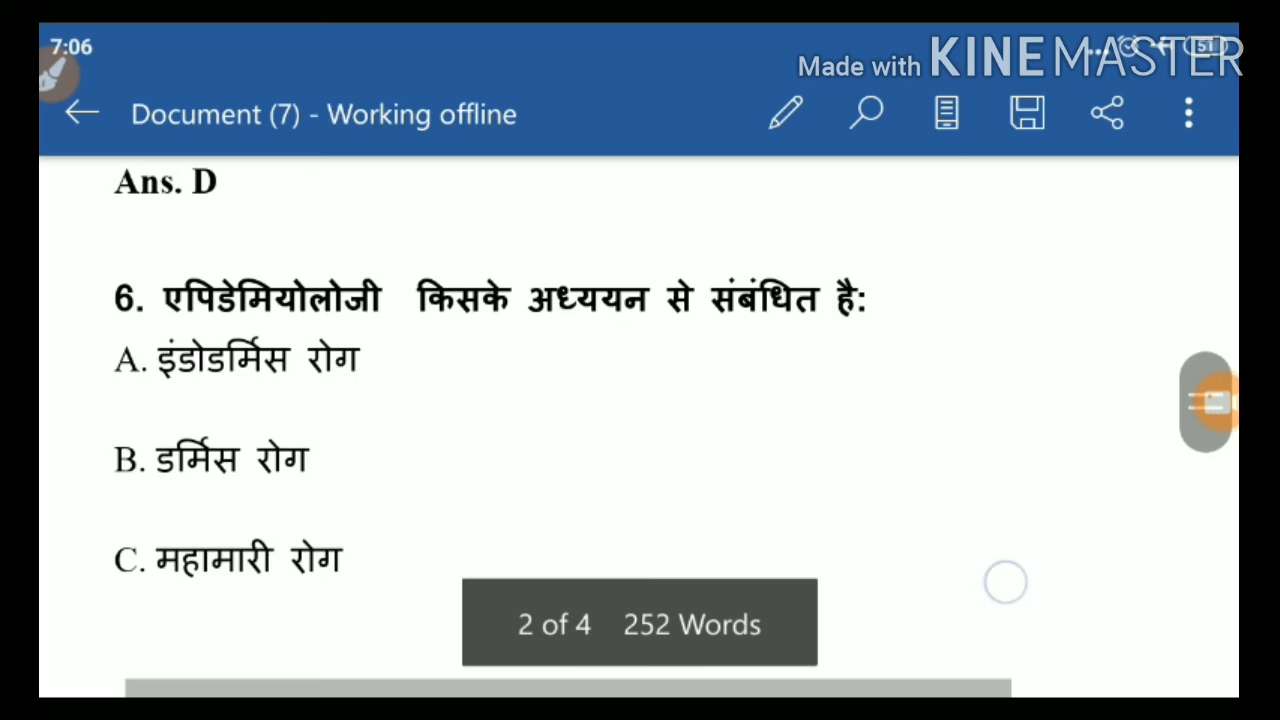 7:06
Made with KINEMASTER
51
Document (7) - Working offline
Ans. D
6. एपिडेमियोलोजी किसके अध्ययन से संबंधित है:
A. इंडोडर्मिस रोग
B. डर्मिस रोग
C. महामारी रोग
2 of 4 252 Words